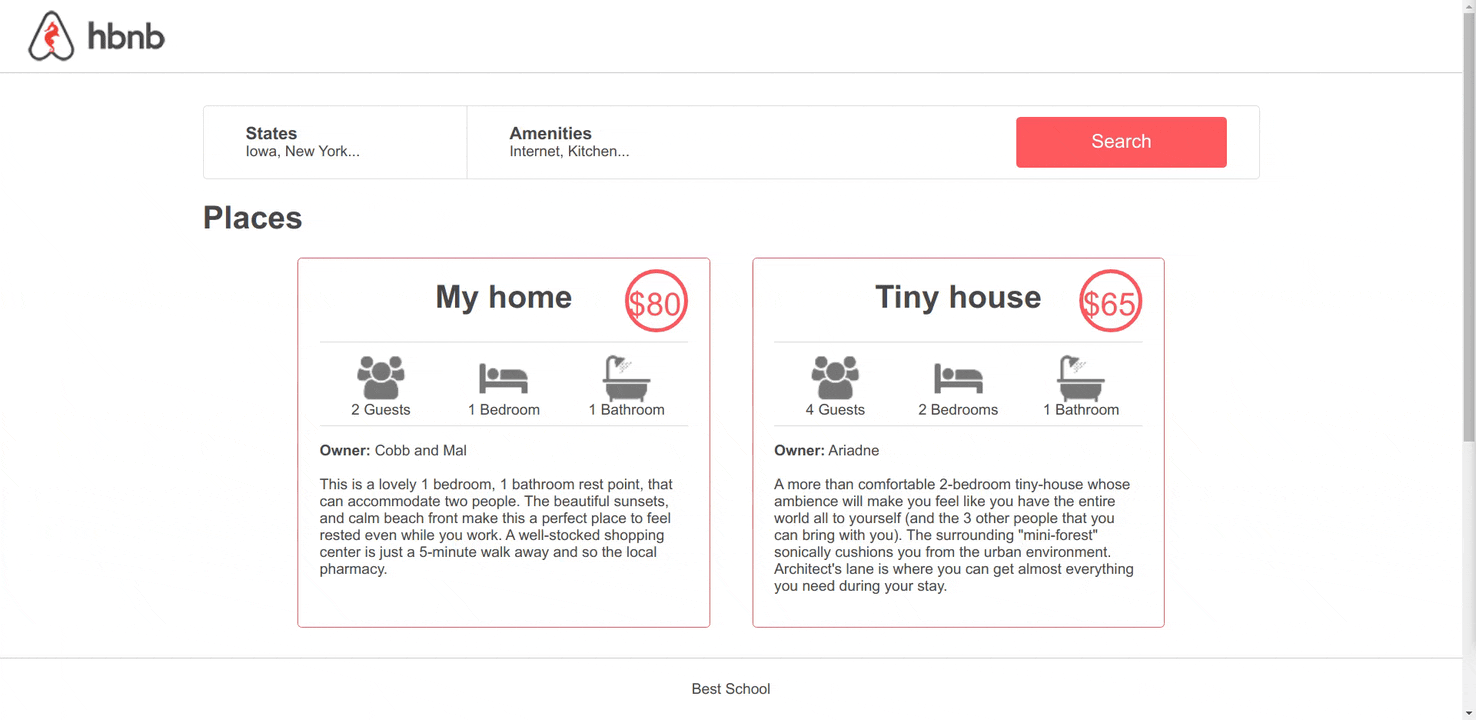 hbnb
States
Iowa, New York...
Amenities
Internet, Kitchen...
Search
Places
My home
$80
2 Guests
1 Bedroom
1 Bathroom
Owner: Cobb and Mal
This is a lovely 1 bedroom, 1 bathroom rest point, that
can accommodate two people. The beautiful sunsets,
and calm beach front make this a perfect place to feel
rested even while you work. A well-stocked shopping
center is just a 5-minute walk away and so the local
pharmacy.
Tiny house
$65
4 Guests
2 Bedrooms
1 Bathroom
Owner: Ariadne
A more than comfortable 2-bedroom tiny-house whose
ambience will make you feel like you have the entire
world all to yourself (and the 3 other people that you
can bring with you). The surrounding "mini-forest"
sonically cushions you from the urban environment.
Architect's lane is where you can get almost everything
you need during your stay.
Best School